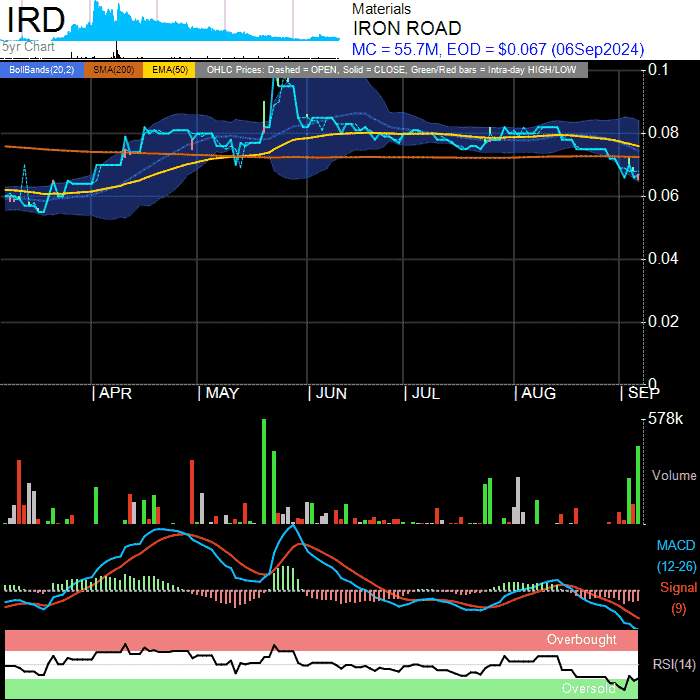 IRD
5yr Chart
Materials
IRON ROAD
MC = 55.7M, EOD = $0.067 (06Sep2024)
BollBands(20,2) SMA(200) EMA(50) OHLC Prices: Dashed = OPEN, Solid = CLOSE, Green/Red bars = Intra-day HIGH/LOW
0.1
0.08
0.06
0.04
0.02
0
| APR | MAY | JUN | JUL | AUG | SEP
578k
Volume
MACD
(12-26)
Signal
(9)
Overbought
RSI(14)
Oversold